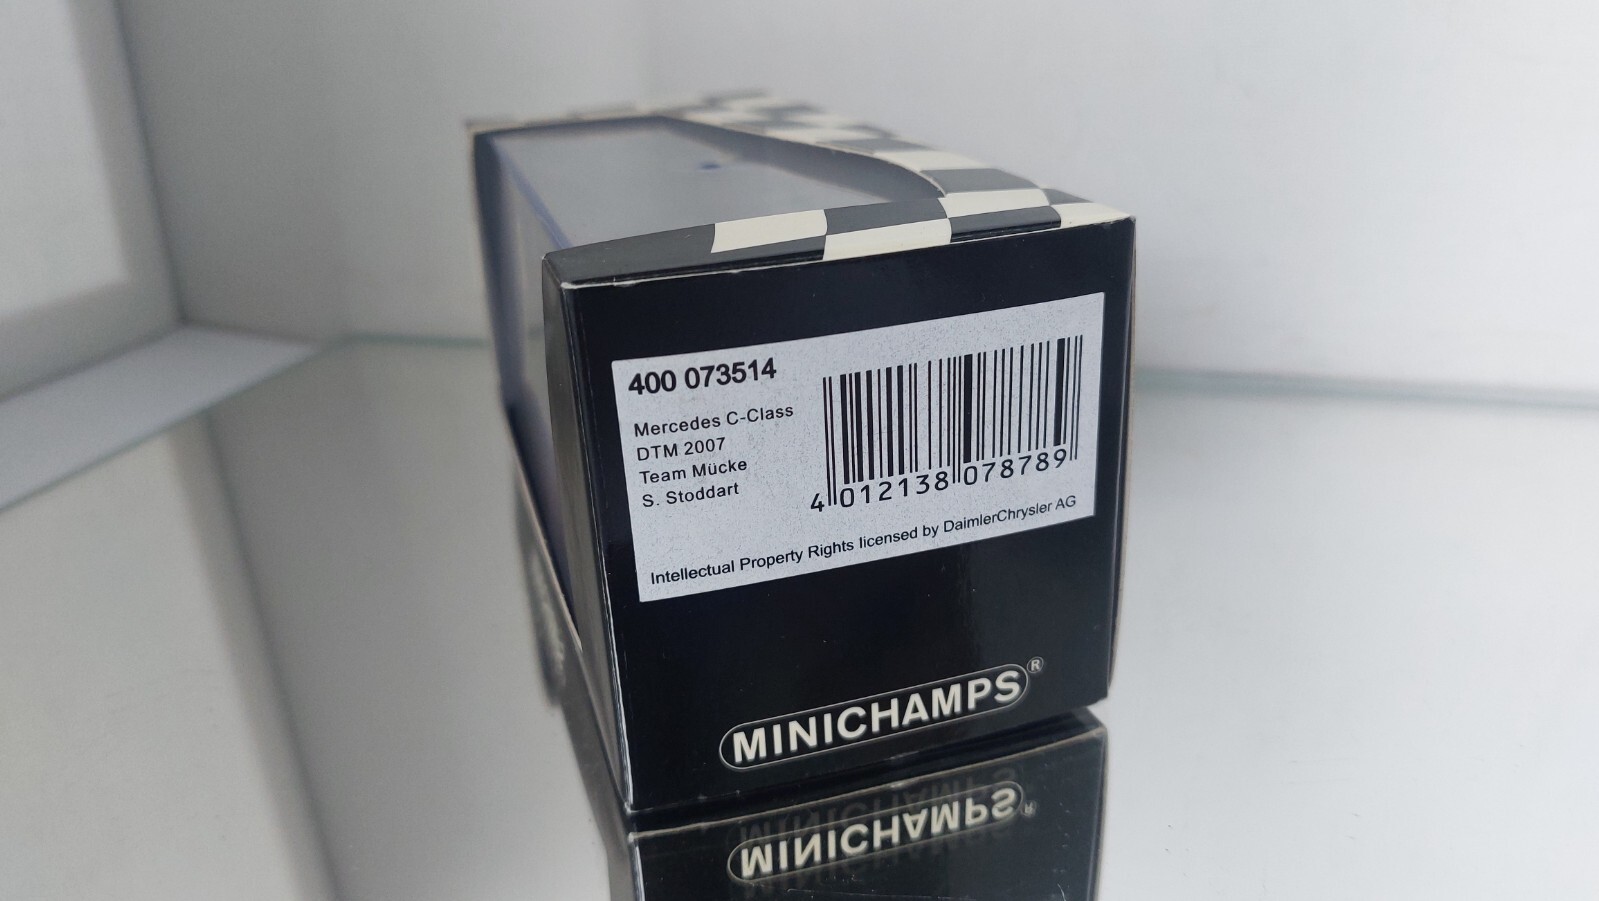 400 073514
Mercedes C-Class
DTM 2007
Team Mücke
S. Stoddart
4 012138 078789
Intellectual Property Rights licensed by DaimlerChrysler AG
MINICHAMPS®
MINICHAMPS®